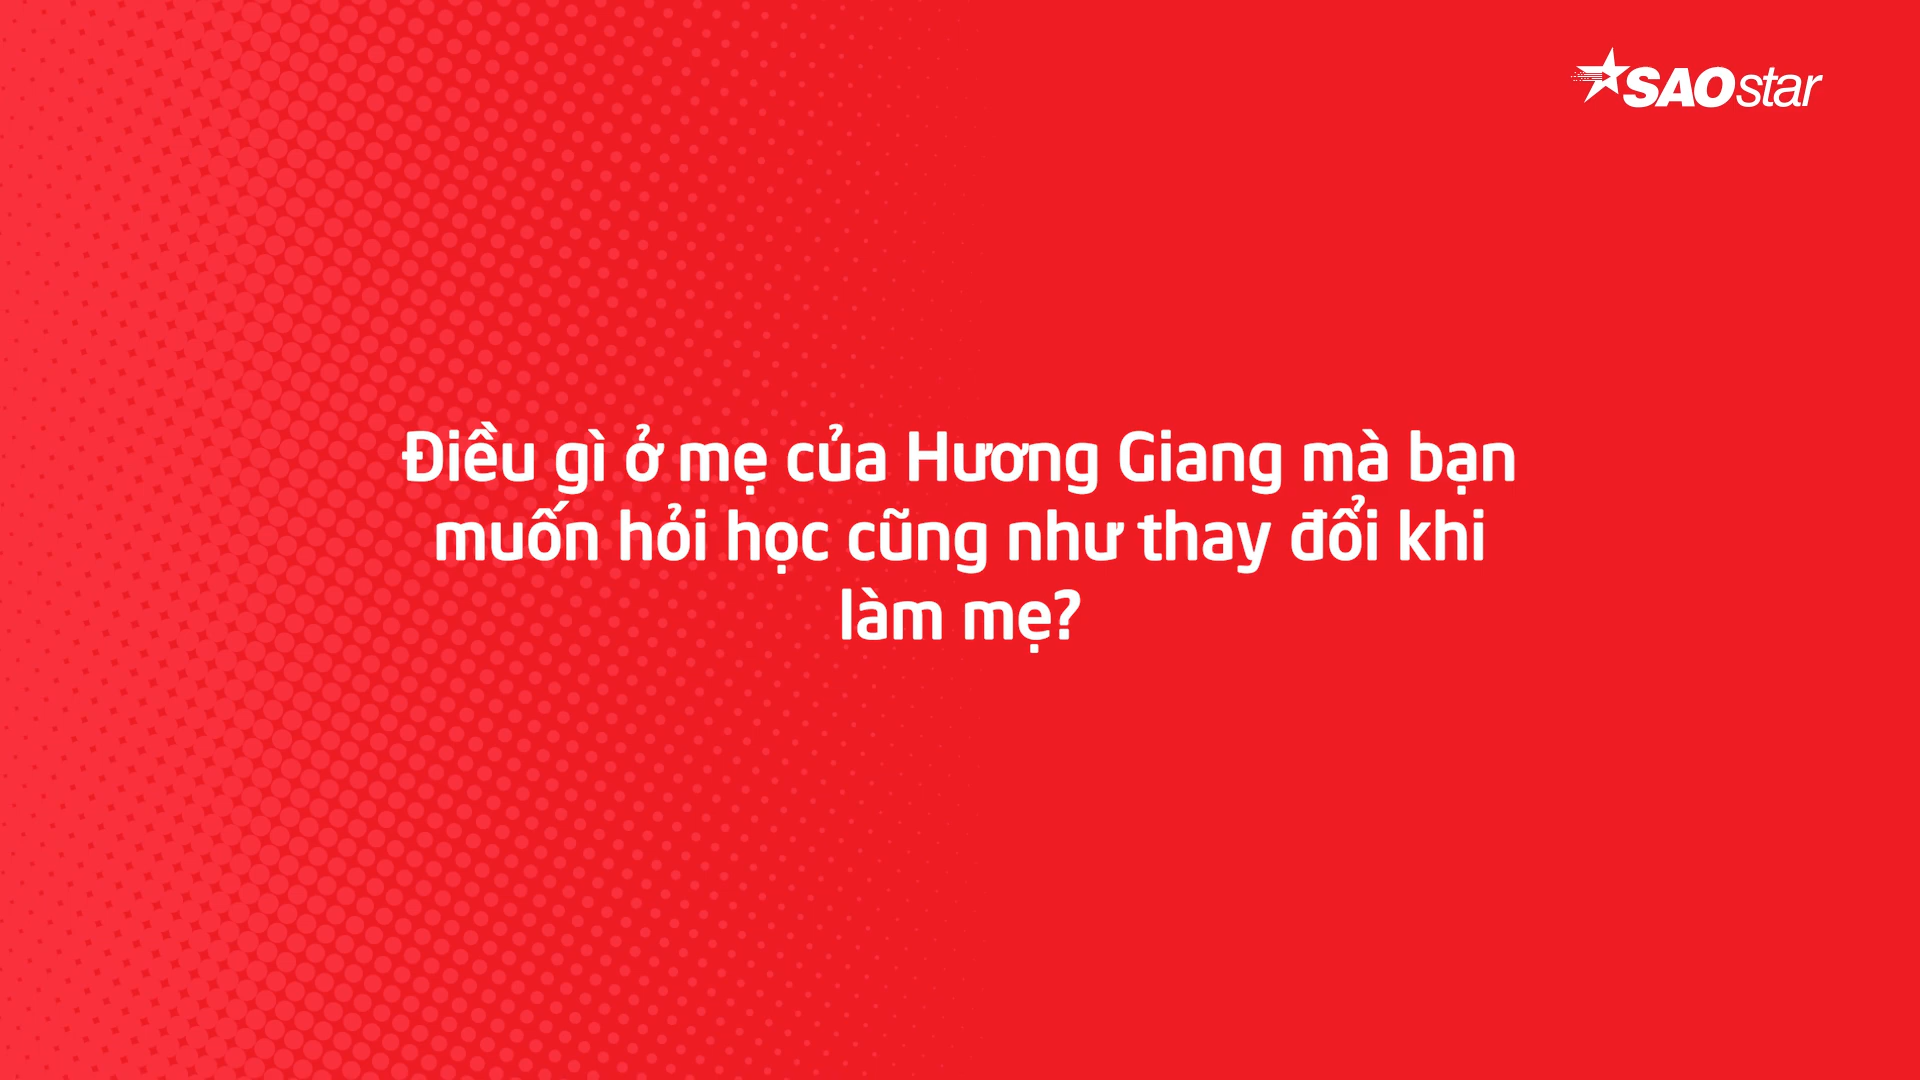 SAOstar
Điều gì ở mẹ của Hương Giang mà bạn
muốn hỏi học cũng như thay đổi khi
làm mẹ?